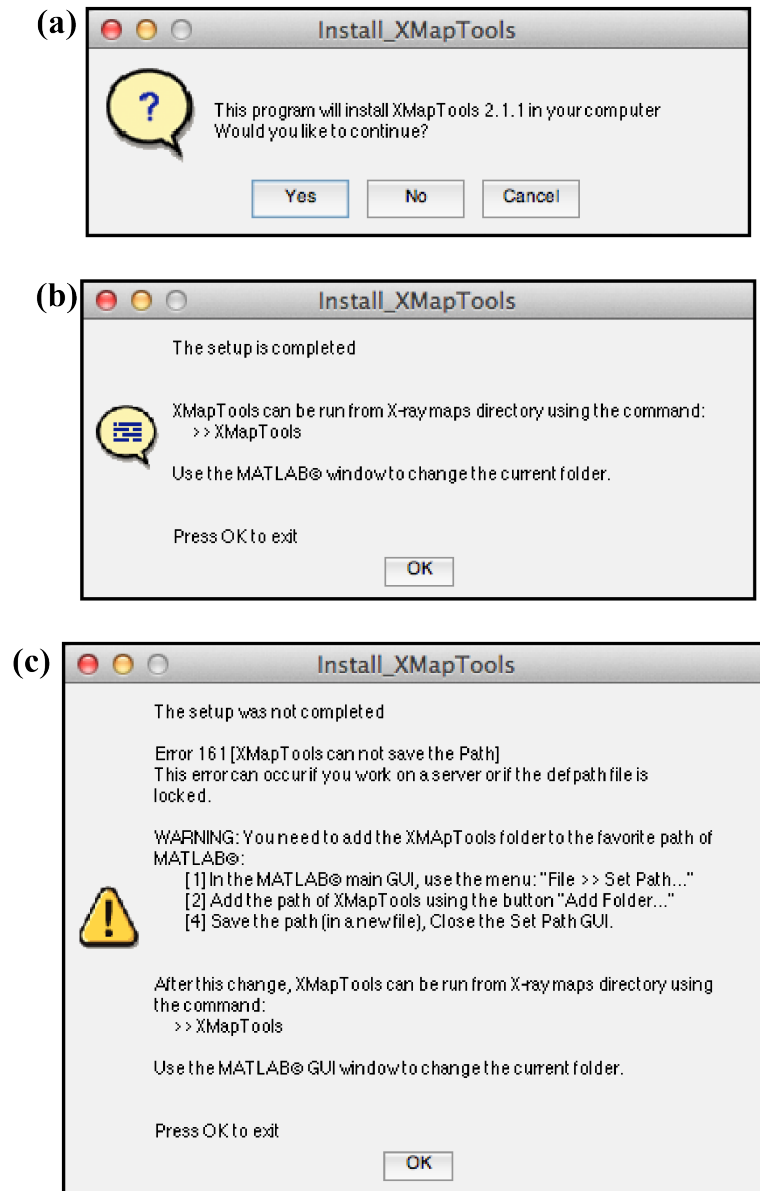 (a)
Install_XMapTools
?
This program will install XMapTools 2.1.1 in your computer
Would you like to continue?
Yes No Cancel
(b)
Install_XMapTools
The setup is completed
XMapTools can be run from X-ray maps directory using the command:
>> XMapTools
Use the MATLAB® window to change the current folder.
Press OK to exit
OK
(c)
Install_XMapTools
The setup was not completed
Error 161 [XMapTools can not save the Path]
This error can occur if you work on a server or if the defpath file is
locked.
WARNING: You need to add the XMApTools folder to the favorite path of
MATLAB®:
[1] In the MATLAB® main GUI, use the menu: "File >> Set Path..."
[2] Add the path of XMapTools using the button "Add Folder..."
[4] Save the path (in a new file), Close the Set Path GUI.
After this change, XMapTools can be run from X-ray maps directory using
the command:
>> XMapTools
Use the MATLAB® GUI window to change the current folder.
Press OK to exit
OK